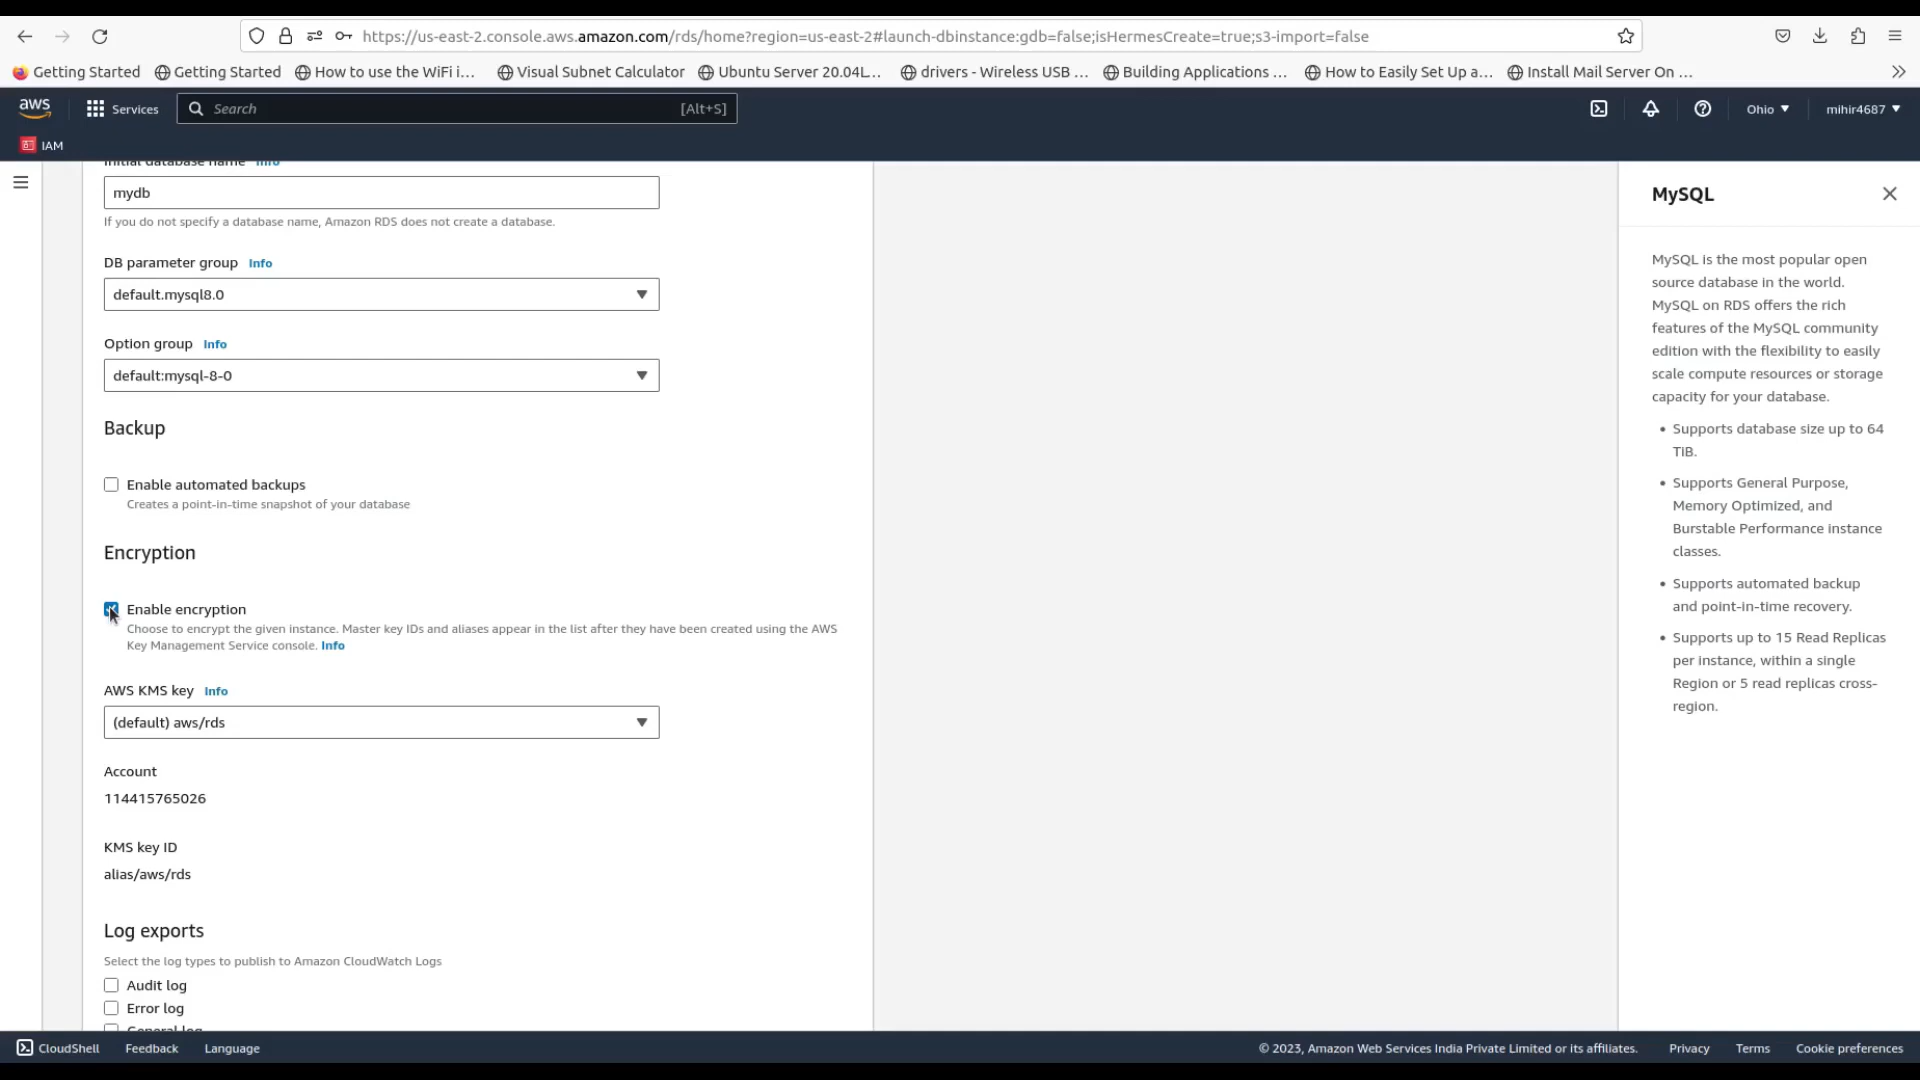 https://us-east-2.console.aws.amazon.com/rds/home?region=us-east-2#launch-dbinstance:gdb=false;isHermesCreate=true;s3-import=false
Getting Started
Getting Started
How to use the WiFi i...
Visual Subnet Calculator
Ubuntu Server 20.04L...
drivers - Wireless USB ...
Building Applications ...
How to Easily Set Up a...
Install Mail Server On ...
aws
Services
Search
[Alt+S]
Ohio
mihir4687
IAM
Initial database name Info
mydb
If you do not specify a database name, Amazon RDS does not create a database.
DB parameter group Info
default.mysql8.0
Option group Info
default:mysql-8-0
Backup
Enable automated backups
Creates a point-in-time snapshot of your database
Encryption
Enable encryption
Choose to encrypt the given instance. Master key IDs and aliases appear in the list after they have been created using the AWS
Key Management Service console. Info
AWS KMS key Info
(default) aws/rds
Account
114415765026
KMS key ID
alias/aws/rds
Log exports
Select the log types to publish to Amazon CloudWatch Logs
Audit log
Error log
General log
MySQL
MySQL is the most popular open
source database in the world.
MySQL on RDS offers the rich
features of the MySQL community
edition with the flexibility to easily
scale compute resources or storage
capacity for your database.
• Supports database size up to 64
TiB.
• Supports General Purpose,
Memory Optimized, and
Burstable Performance instance
classes.
• Supports automated backup
and point-in-time recovery.
• Supports up to 15 Read Replicas
per instance, within a single
Region or 5 read replicas cross-
region.
CloudShell
Feedback
Language
© 2023, Amazon Web Services India Private Limited or its affiliates.
Privacy
Terms
Cookie preferences